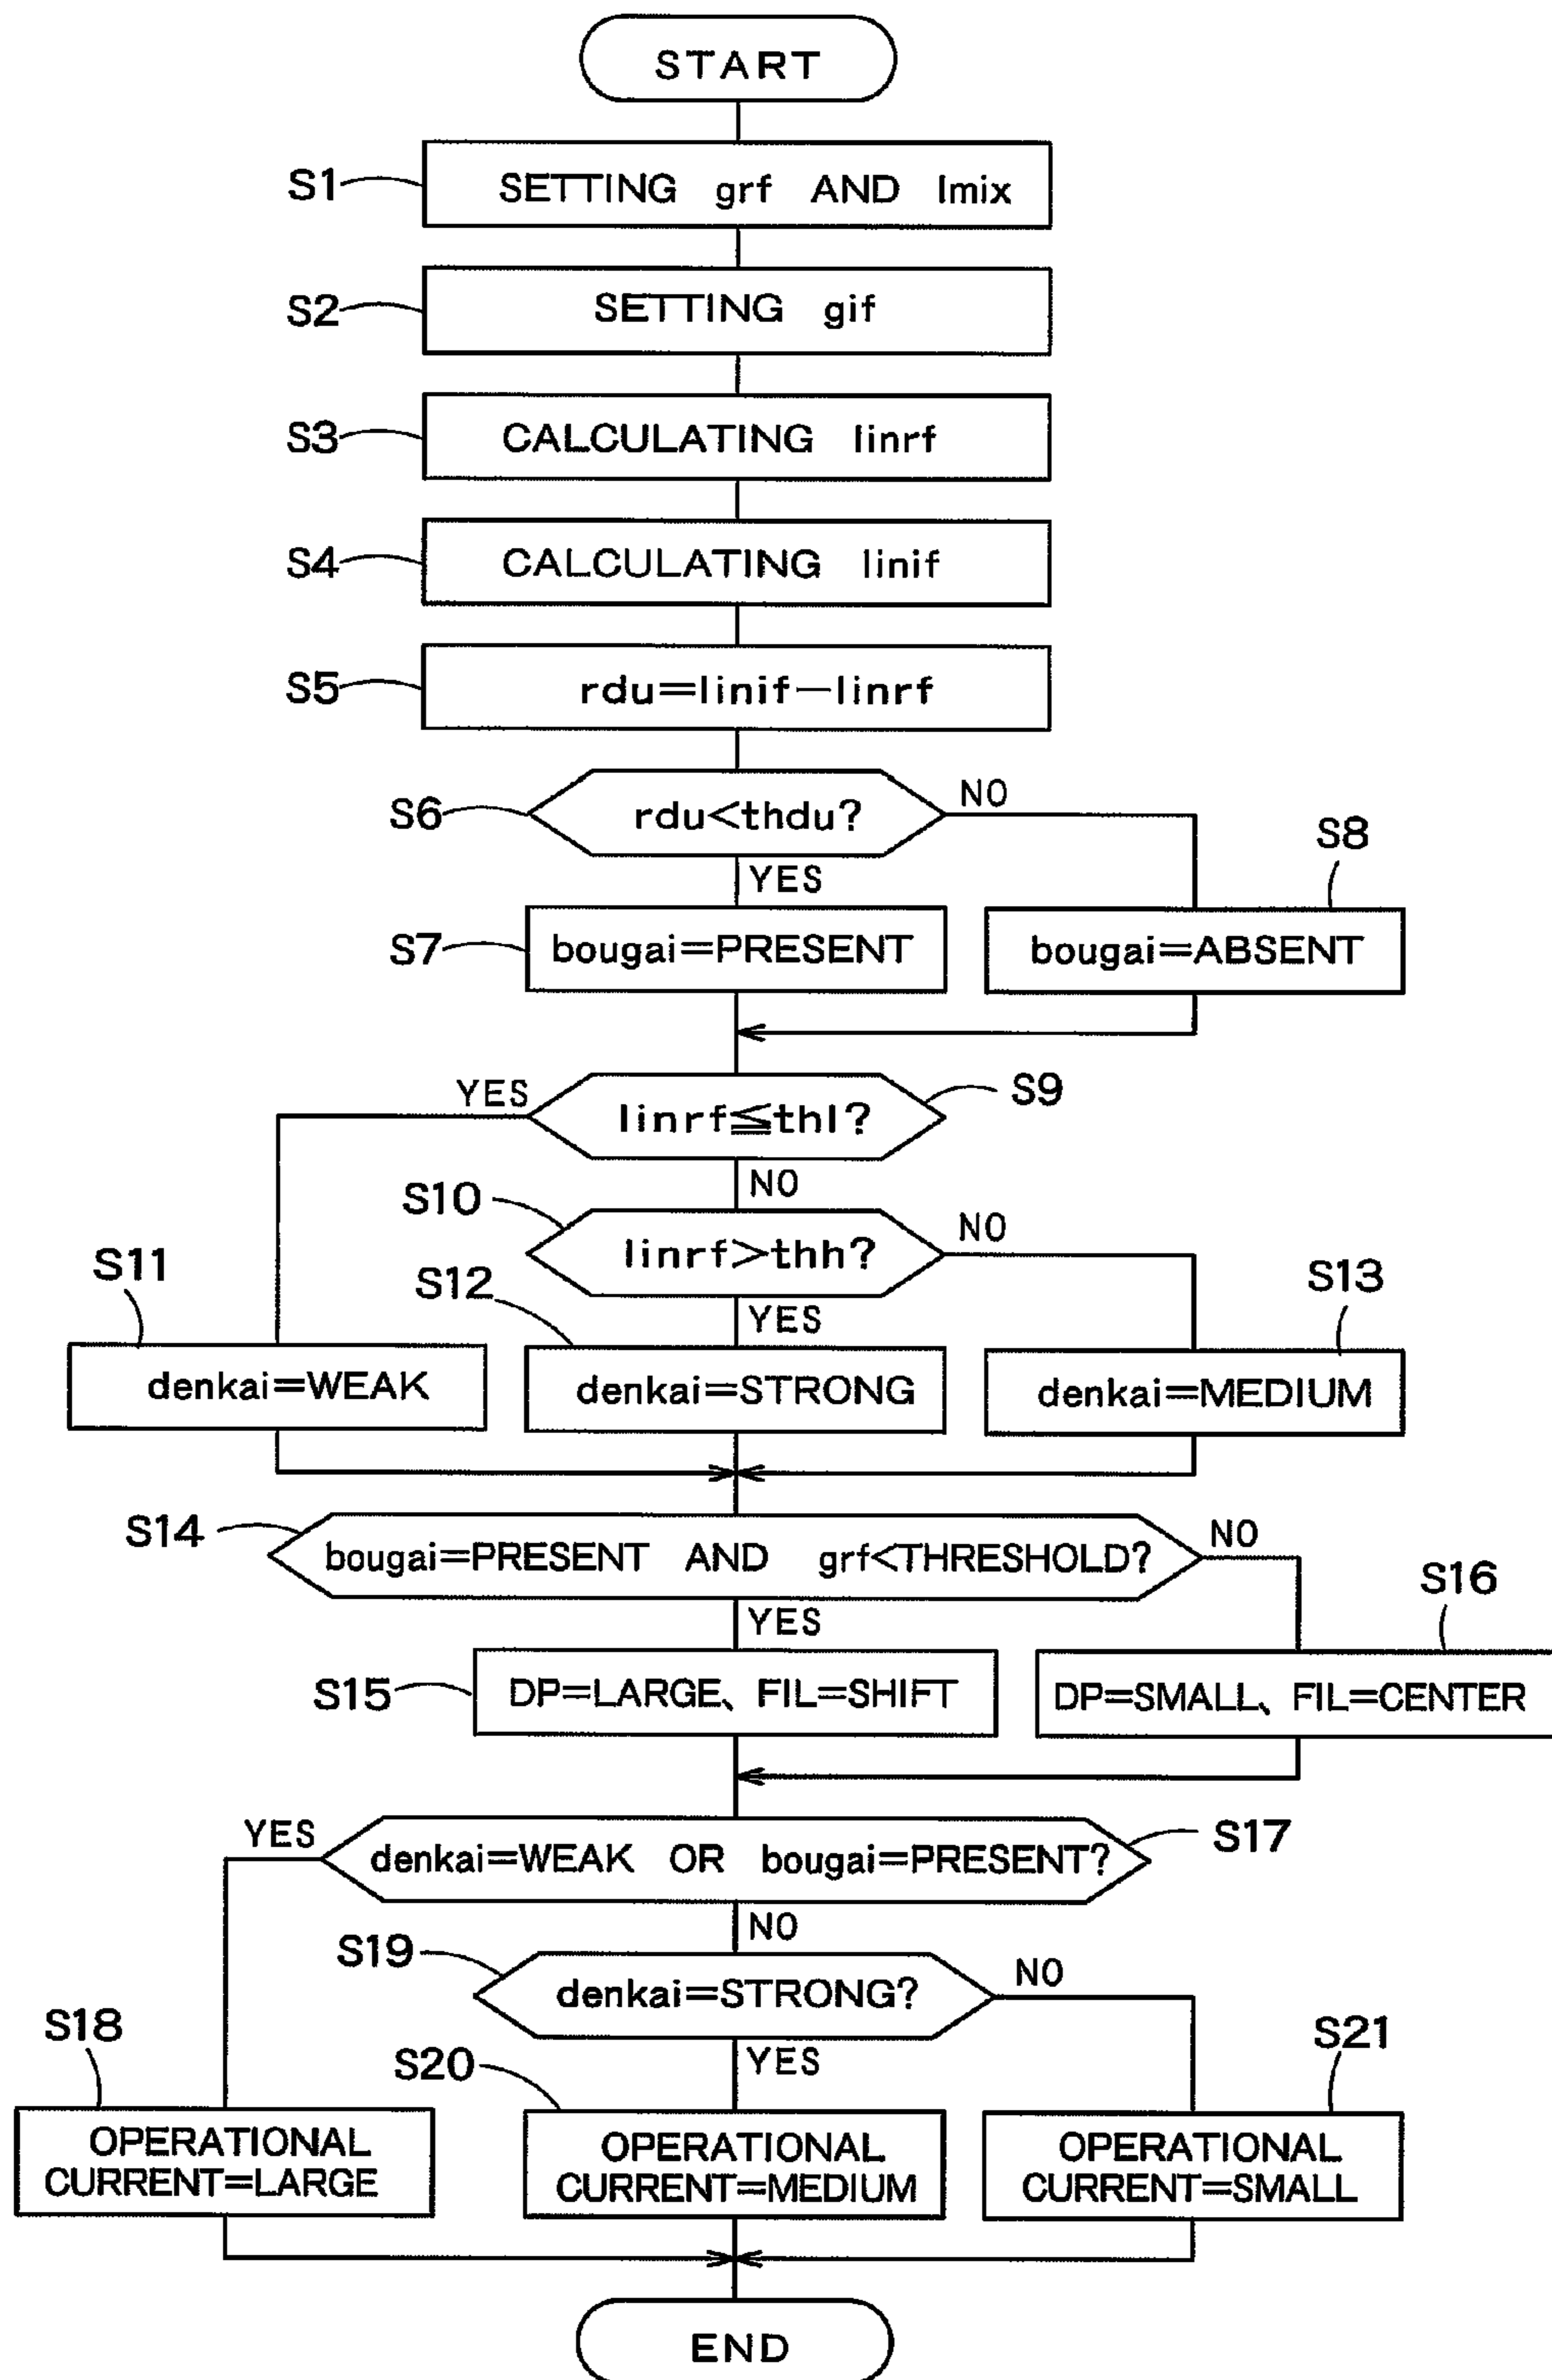 START
S1
SETTING grf AND lmix
S2
SETTING gif
S3
CALCULATING linrf
S4
CALCULATING linif
S5
rdu=linif−linrf
S6
rdu<thdu?
NO
YES
S8
S7
bougai=PRESENT
bougai=ABSENT
YES
linrf≦thl?
S9
NO
S10
linrf>thh?
NO
S11
S12
YES
S13
denkai=WEAK
denkai=STRONG
denkai=MEDIUM
S14
bougai=PRESENT AND grf<THRESHOLD?
NO
YES
S16
S15
DP=LARGE、FIL=SHIFT
DP=SMALL、FIL=CENTER
YES
denkai=WEAK OR bougai=PRESENT?
S17
NO
S19
denkai=STRONG?
NO
S18
S20
YES
S21
OPERATIONAL
CURRENT=LARGE
OPERATIONAL
CURRENT=MEDIUM
OPERATIONAL
CURRENT=SMALL
END